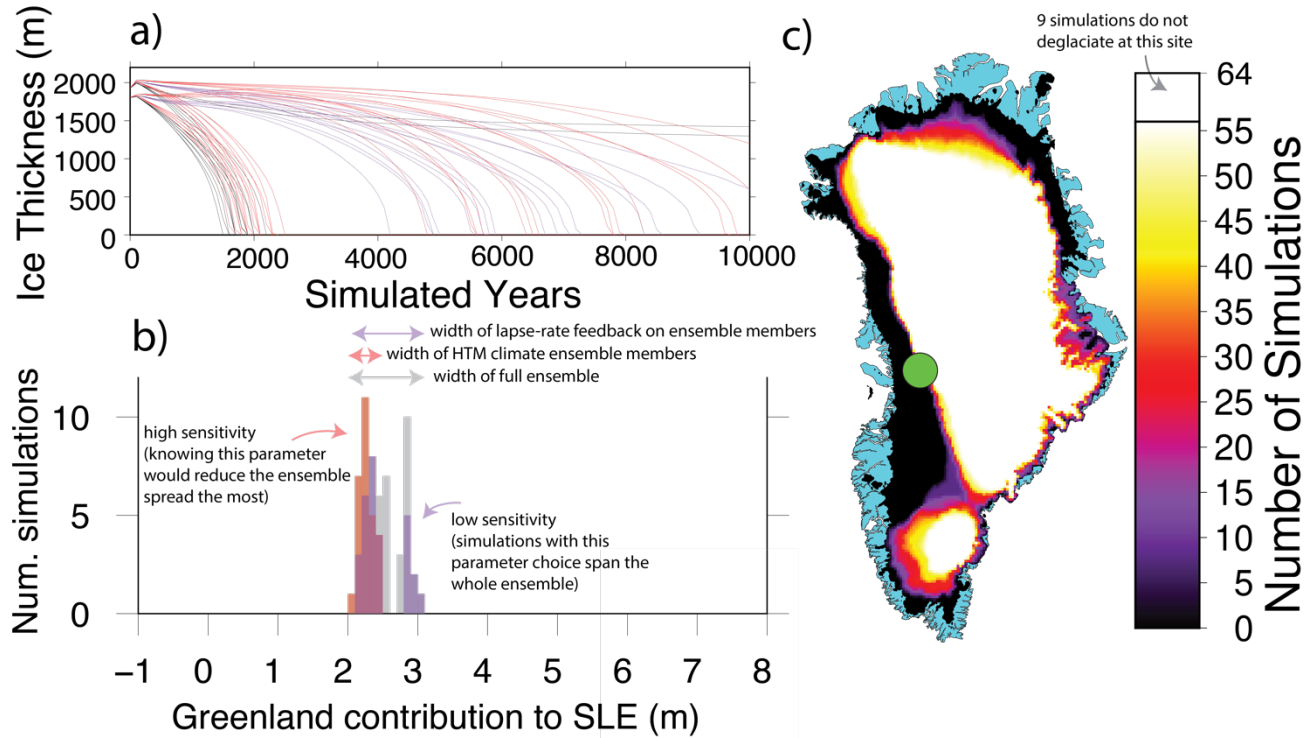 a)
Ice Thickness (m)
2000
1500
1000
500
0
0
2000
4000
6000
8000
10000
Simulated Years
b)
width of lapse-rate feedback on ensemble members
width of HTM climate ensemble members
width of full ensemble
Num. simulations
10
5
0
high sensitivity
(knowing this parameter
would reduce the ensemble
spread the most)
low sensitivity
(simulations with this
parameter choice span the
whole ensemble)
−1
0
1
2
3
4
5
6
7
8
Greenland contribution to SLE (m)
c)
9 simulations do not
deglaciate at this site
64
55
50
45
40
35
30
25
20
15
10
5
0
Number of Simulations